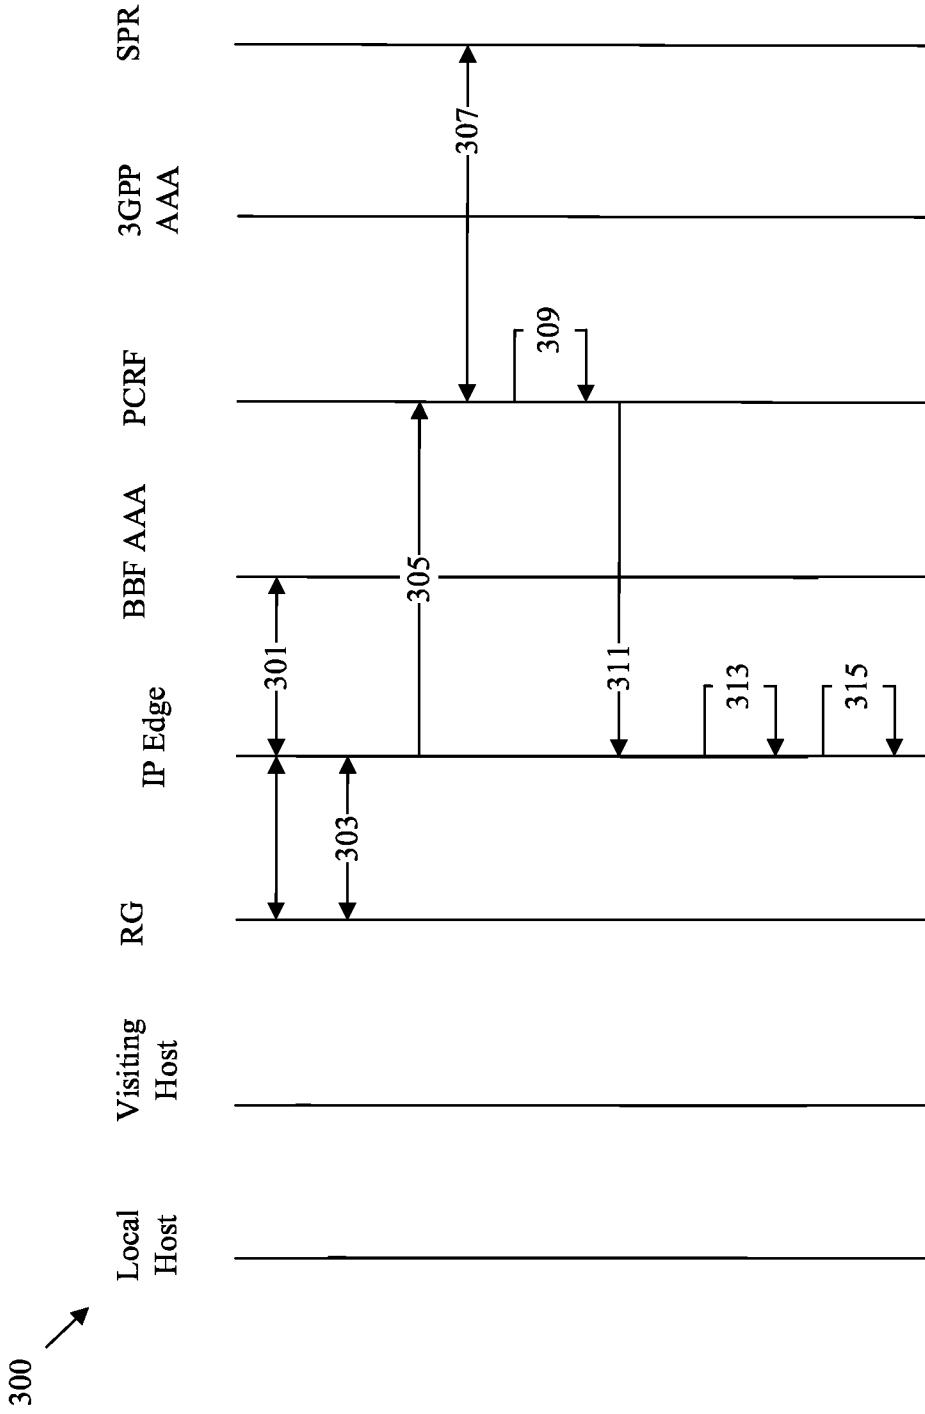 300
Local
Host
Visiting
Host
RG
IP Edge
BBF AAA
PCRF
3GPP
AAA
SPR
301
303
305
307
309
311
313
315